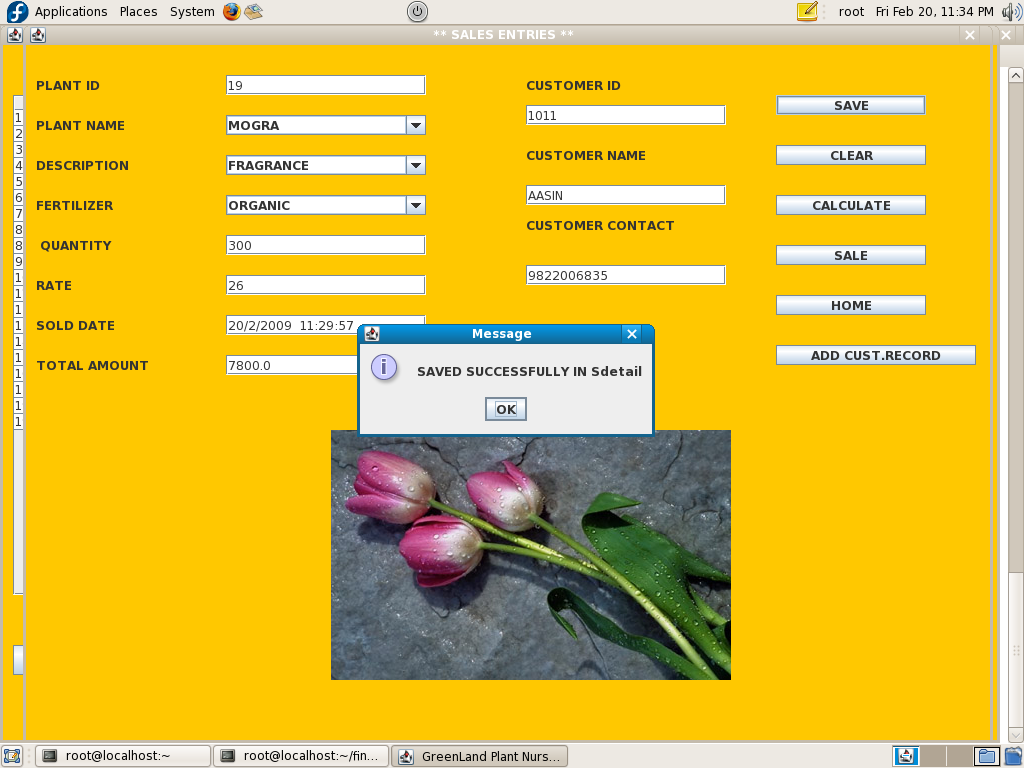 Applications Places System root Fri Feb 20, 11:34 PM
** SALES ENTRIES **
PLANT ID 19
PLANT NAME MOGRA
DESCRIPTION FRAGRANCE
FERTILIZER ORGANIC
QUANTITY 300
RATE 26
SOLD DATE 20/2/2009 11:29:57
TOTAL AMOUNT 7800.0
CUSTOMER ID
1011
CUSTOMER NAME
AASIN
CUSTOMER CONTACT
9822006835
SAVE
CLEAR
CALCULATE
SALE
HOME
ADD CUST.RECORD
1
2
3
4
5
6
7
8
8
9
1
1
1
1
1
1
1
1
1
1
Message
SAVED SUCCESSFULLY IN Sdetail
OK
root@localhost:~ root@localhost:~/fin... GreenLand Plant Nurs...